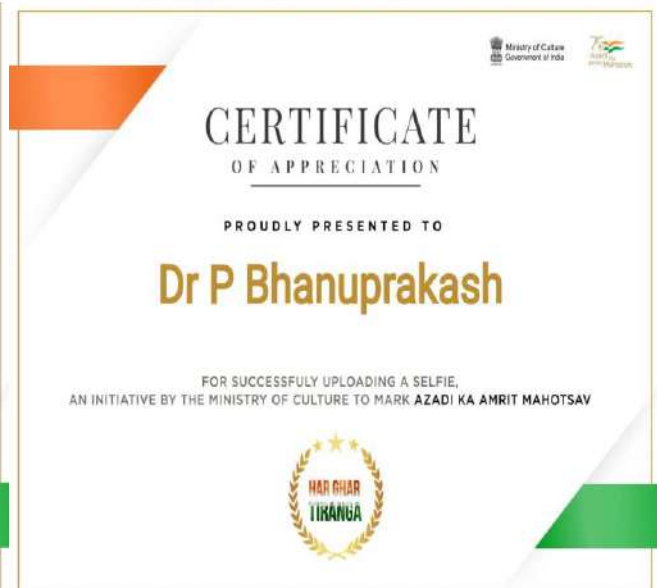 Ministry of Culture
Government of India
CERTIFICATE
OF APPRECIATION
PROUDLY PRESENTED TO
Dr P Bhanuprakash
FOR SUCCESSFULY UPLOADING A SELFIE,
AN INITIATIVE BY THE MINISTRY OF CULTURE TO MARK AZADI KA AMRIT MAHOTSAV
HAR GHAR
TIRANGA